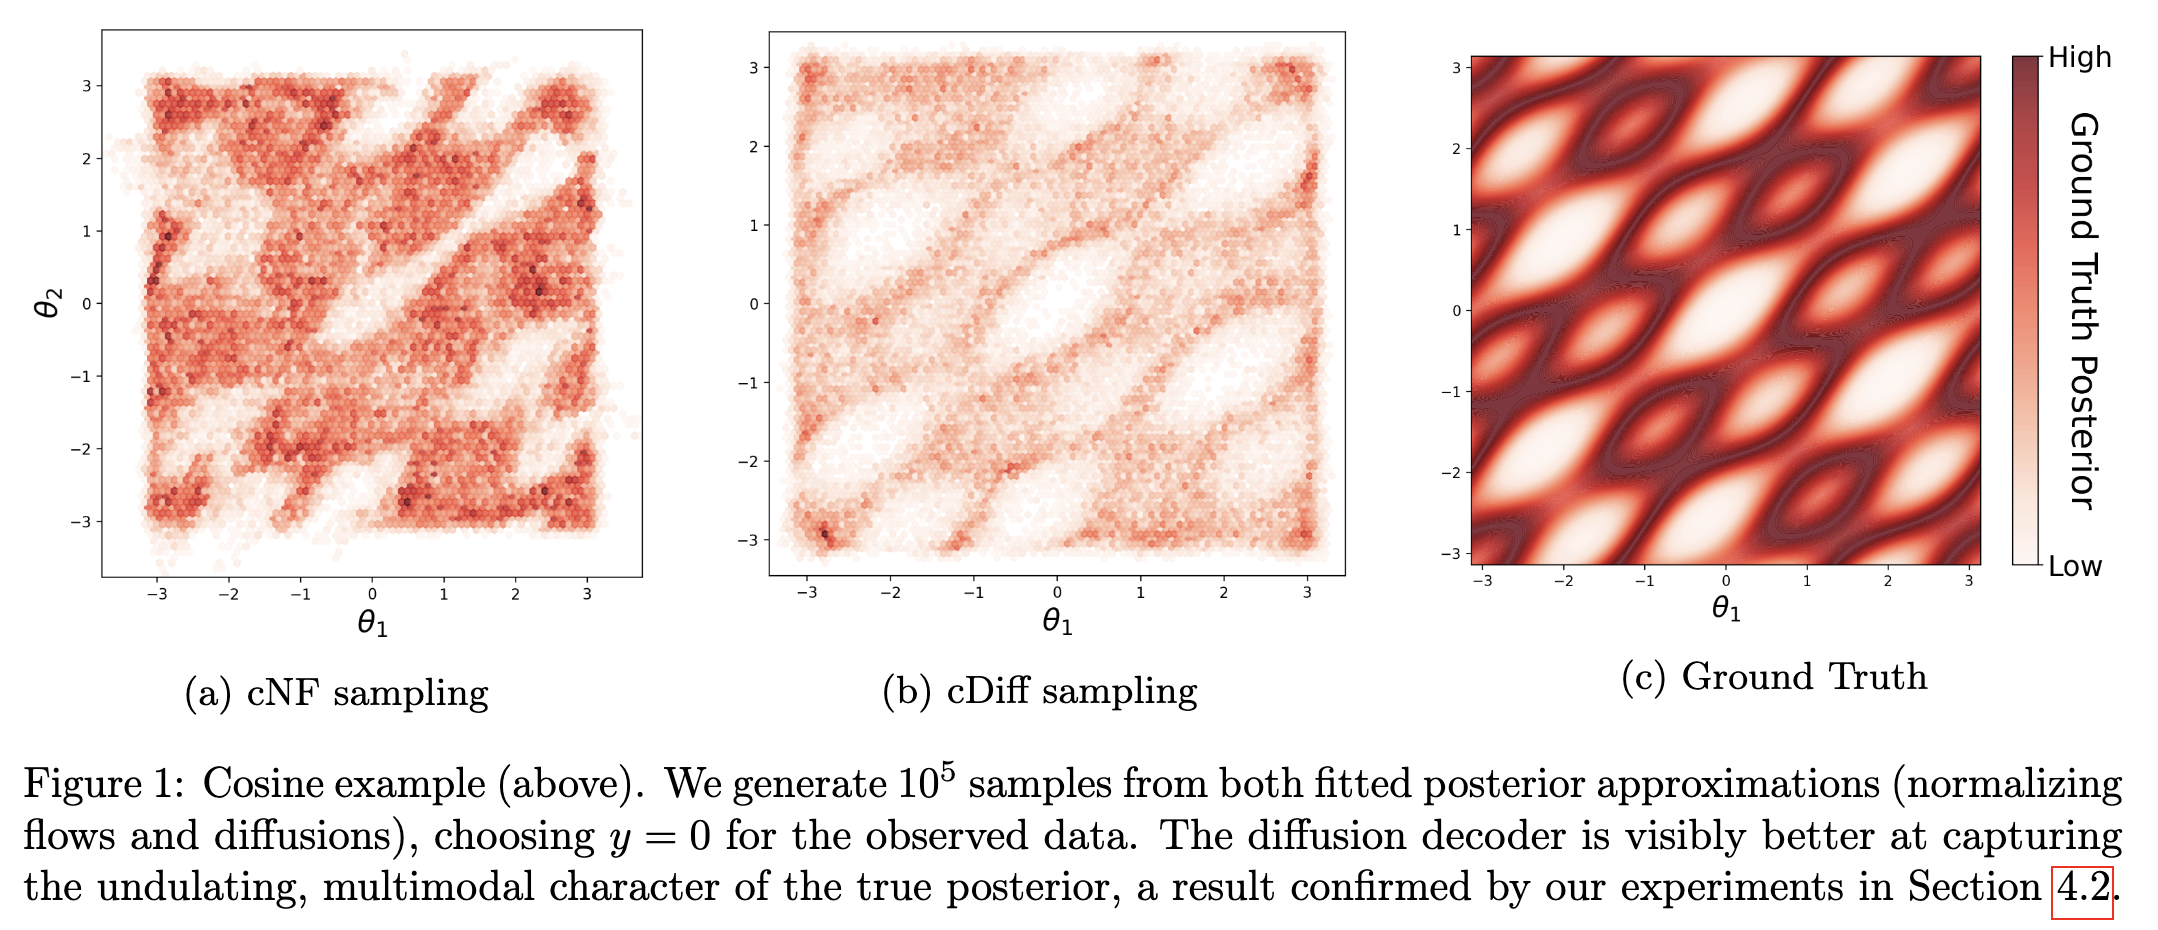 3
2
1
0
−1
−2
−3
θ2
−3 −2 −1 0 1 2 3
θ1
(a) cNF sampling
3
2
1
0
−1
−2
−3
−3 −2 −1 0 1 2 3
θ1
(b) cDiff sampling
3
2
1
0
−1
−2
−3
−3 −2 −1 0 1 2 3
θ1
High
Ground Truth Posterior
Low
(c) Ground Truth
Figure 1: Cosine example (above). We generate 10⁵ samples from both fitted posterior approximations (normalizing
flows and diffusions), choosing y = 0 for the observed data. The diffusion decoder is visibly better at capturing
the undulating, multimodal character of the true posterior, a result confirmed by our experiments in Section 4.2.